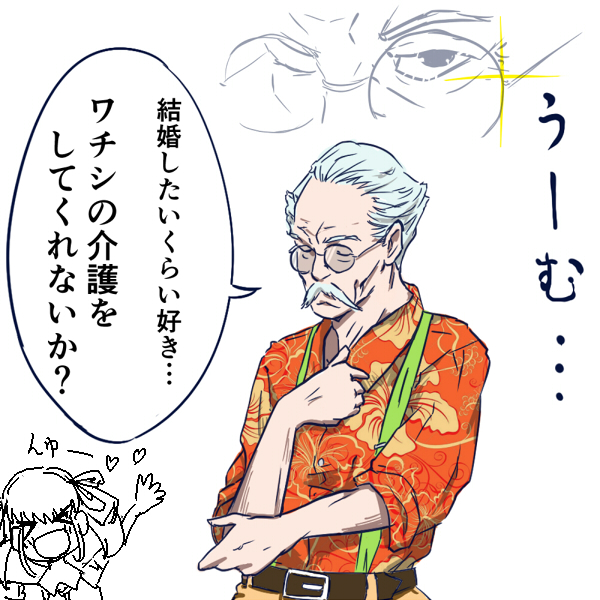 うーむ…
結婚したいくらい好き…
ワチシの介護を
してくれないか？
んゆー